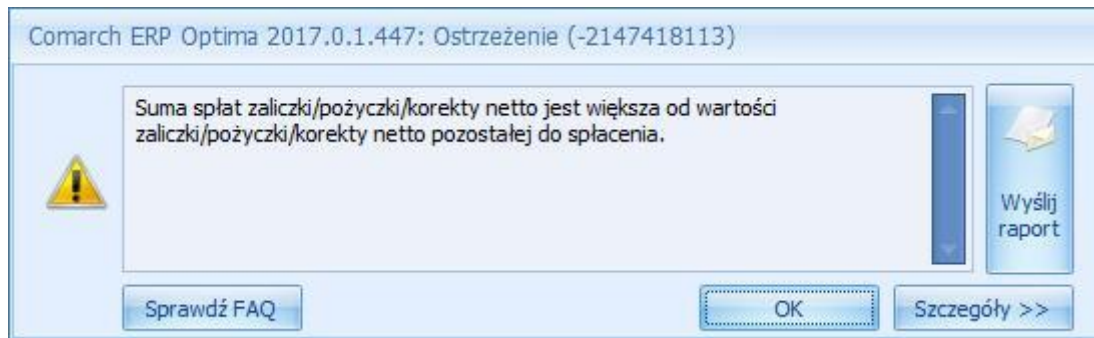 Comarch ERP Optima 2017.0.1.447: Ostrzeżenie (-2147418113)
Suma spłat zaliczki/pożyczki/korekty netto jest większa od wartości
zaliczki/pożyczki/korekty netto pozostałej do spłacenia.
Wyślij
raport
Sprawdź FAQ
OK
Szczegóły >>